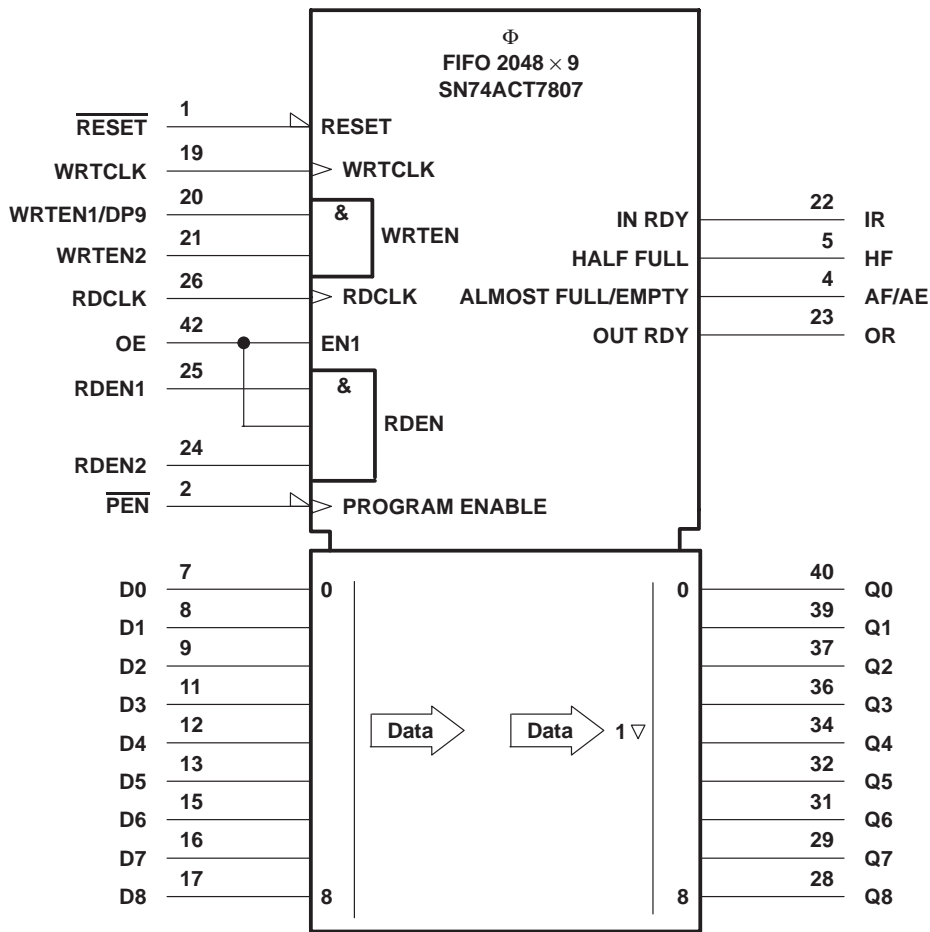 Φ
FIFO 2048 × 9
SN74ACT7807
RESET 1 RESET
WRTCLK 19 WRTCLK
WRTEN1/DP9 20 &
WRTEN2 21 WRTEN
RDCLK 26 RDCLK
OE 42 EN1
RDEN1 25 &
RDEN
RDEN2 24
PEN 2 PROGRAM ENABLE
IN RDY 22 IR
HALF FULL 5 HF
ALMOST FULL/EMPTY 4 AF/AE
OUT RDY 23 OR
D0 7 0
D1 8
D2 9
D3 11
D4 12
D5 13
D6 15
D7 16
D8 17 8
Data Data 1 ▽
0 40 Q0
39 Q1
37 Q2
36 Q3
34 Q4
32 Q5
31 Q6
29 Q7
8 28 Q8